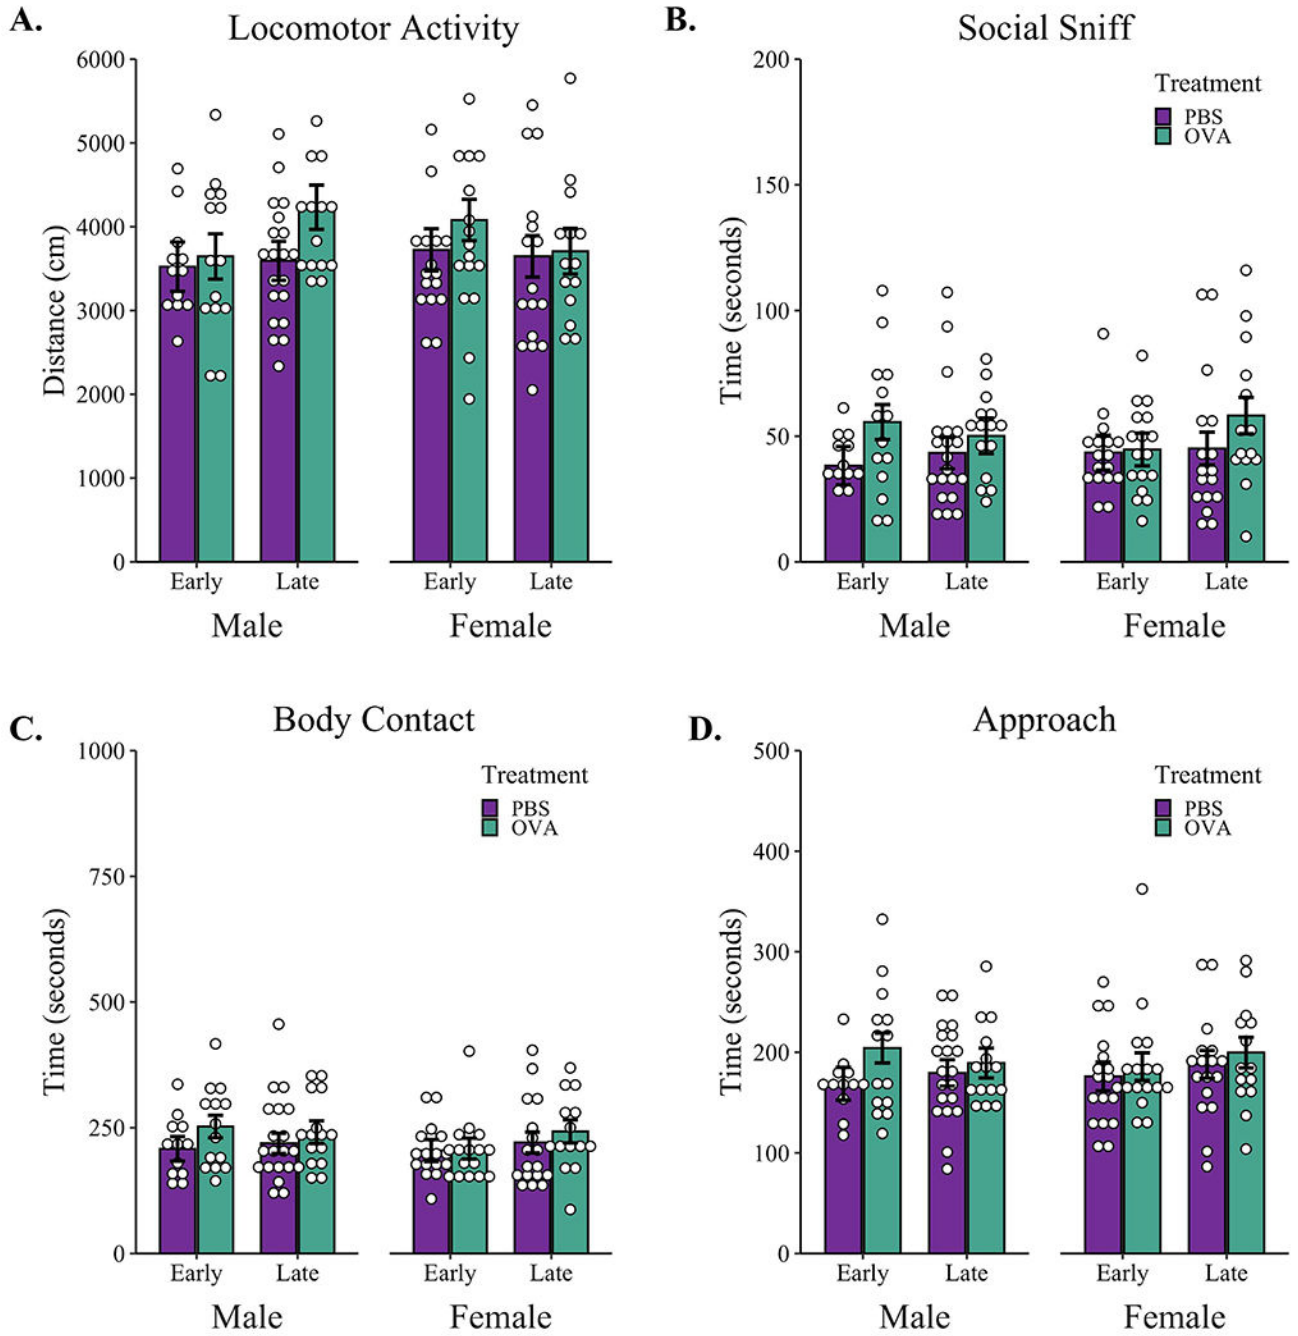 A.
Locomotor Activity
Distance (cm)
6000
5000
4000
3000
2000
1000
0
Early Late Early Late
Male Female
B.
Social Sniff
Time (seconds)
200
150
100
50
0
Treatment
PBS
OVA
Early Late Early Late
Male Female
C.
Body Contact
Time (seconds)
1000
750
500
250
0
Treatment
PBS
OVA
Early Late Early Late
Male Female
D.
Approach
Time (seconds)
500
400
300
200
100
0
Treatment
PBS
OVA
Early Late Early Late
Male Female